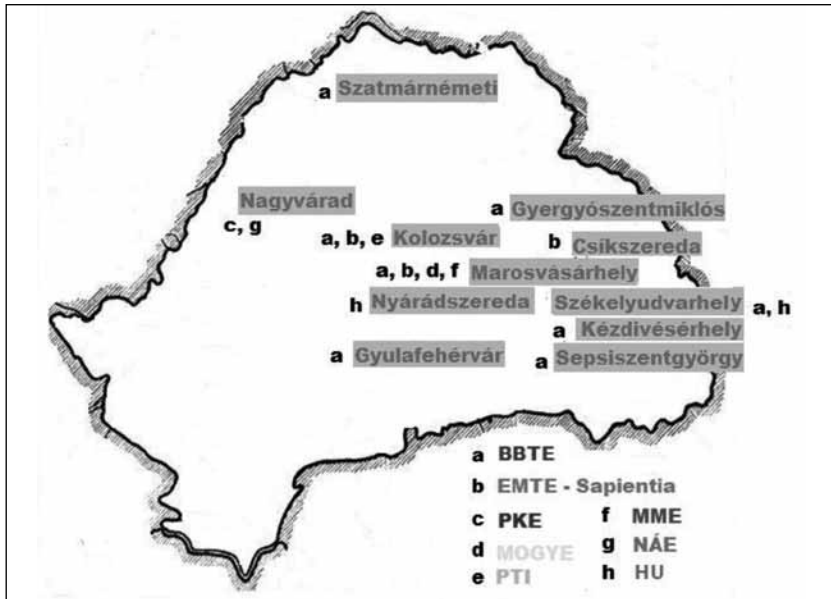 a Szatmárnémeti
Nagyvárad
c, g
a Gyergyószentmiklós
a, b, e Kolozsvár
b Csíkszereda
a, b, d, f Marosvásárhely
h Nyárádszereda
Székelyudvarhely a, h
a Kézdivésérhely
a Gyulafehérvár
a Sepsiszentgyörgy
a BBTE
b EMTE - Sapientia
c PKE
f MME
d MOGYE
g NÁE
e PTI
h HU